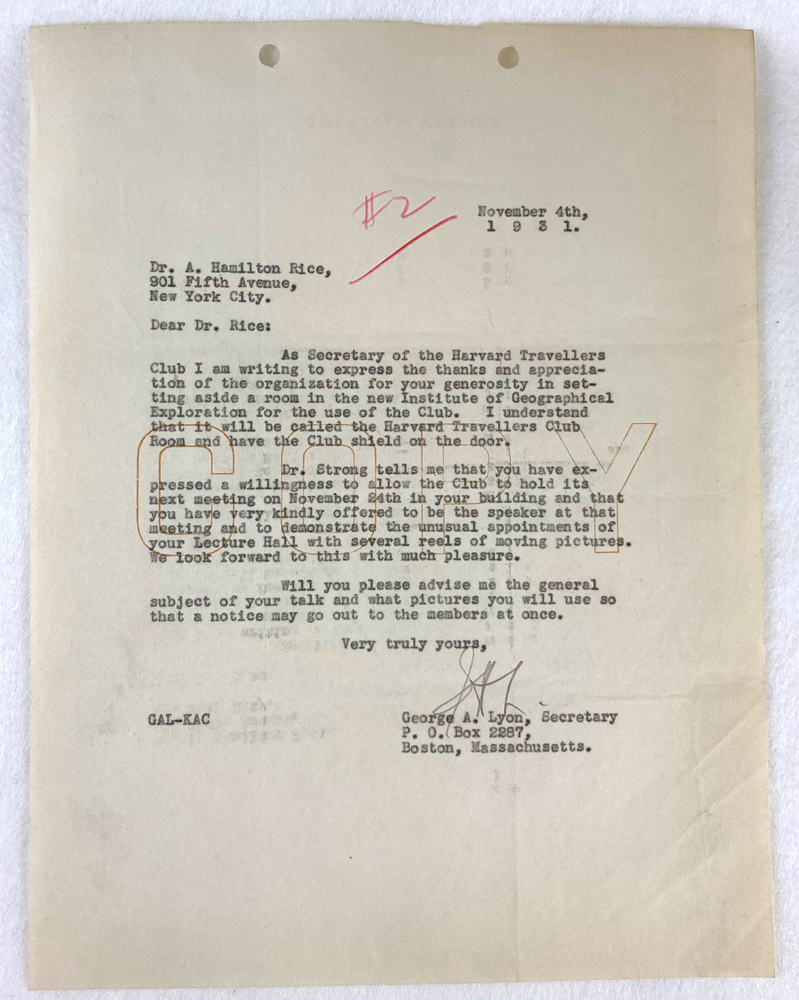 #2
November 4th,
1 9 3 1.
Dr. A. Hamilton Rice,
901 Fifth Avenue,
New York City.
Dear Dr. Rice:
As Secretary of the Harvard Travellers
Club I am writing to express the thanks and apprecia-
tion of the organization for your generosity in set-
ting aside a room in the new Institute of Geographical
Exploration for the use of the Club. I understand
that it will be called the Harvard Travellers Club
Room and have the Club shield on the door.
COPY
Dr. Strong tells me that you have ex-
pressed a willingness to allow the Club to hold its
next meeting on November 24th in your building and that
you have very kindly offered to be the speaker at that
meeting and to demonstrate the unusual appointments of
your Lecture Hall with several reels of moving pictures.
We look forward to this with much pleasure.
Will you please advise me the general
subject of your talk and what pictures you will use so
that a notice may go out to the members at once.
Very truly yours,
GAL-KAC
George A. Lyon, Secretary
P. O. Box 2287,
Boston, Massachusetts.